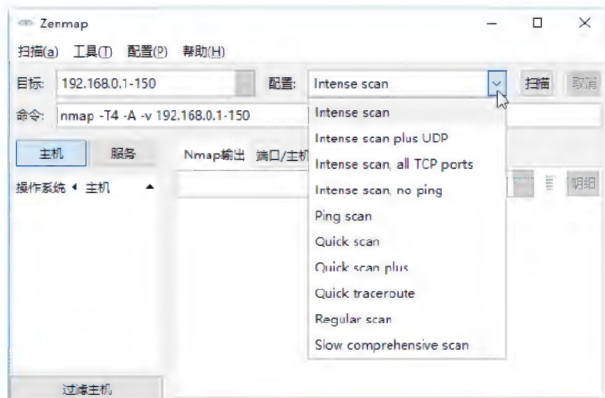 Zenmap
扫描(a) 工具(T) 配置(P) 帮助(H)
目标: 192.168.0.1-150 配置: Intense scan 扫描 取消
命令: nmap -T4 -A -v 192.168.0.1-150
Intense scan
Intense scan plus UDP
Intense scan, all TCP ports
Intense scan, no ping
Ping scan
Quick scan
Quick scan plus
Quick traceroute
Regular scan
Slow comprehensive scan
主机 服务 Nmap输出 端口/主机
操作系统 主机 明细
过滤主机